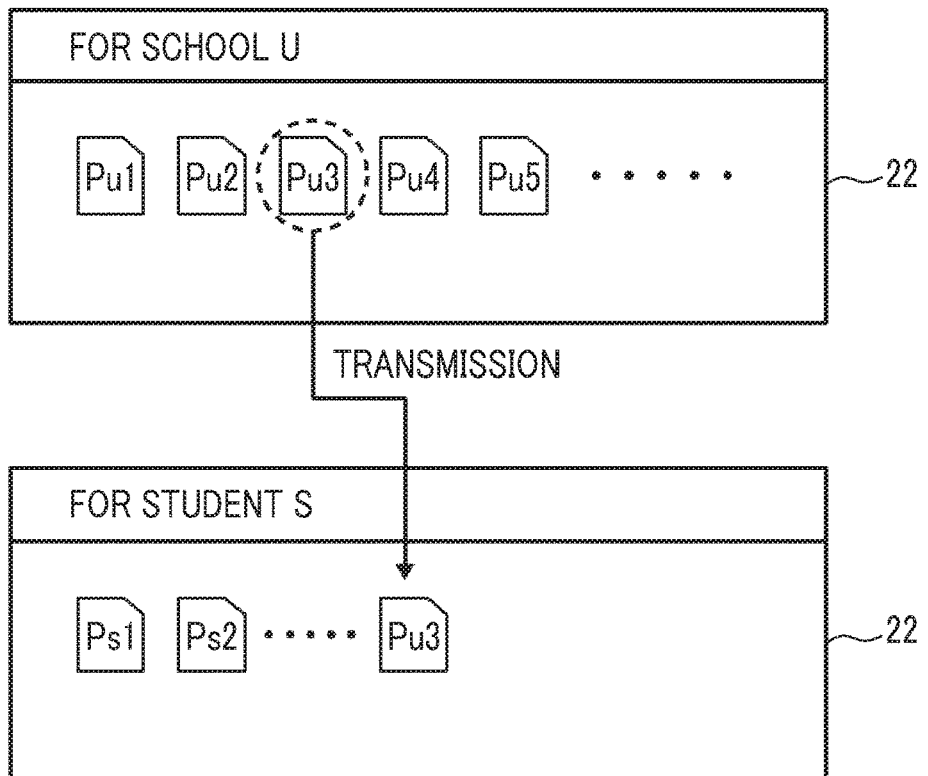 FOR SCHOOL U
Pu1 Pu2 Pu3 Pu4 Pu5 • • • • •
22
TRANSMISSION
FOR STUDENT S
Ps1 Ps2 • • • • • Pu3
22